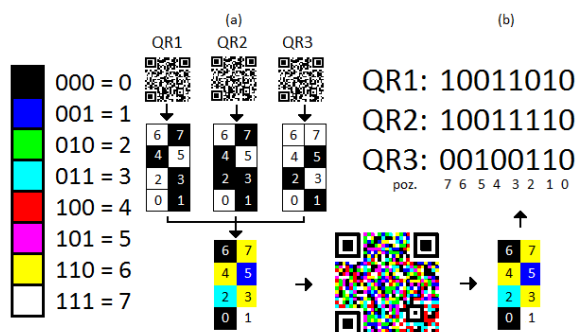 (a)
(b)
QR1 QR2 QR3
000 = 0
001 = 1
010 = 2
011 = 3
100 = 4
101 = 5
110 = 6
111 = 7
6 7
4 5
2 3
0 1
6 7
4 5
2 3
0 1
6 7
4 5
2 3
0 1
6 7
4 5
2 3
0 1
QR1: 10011010
QR2: 10011110
QR3: 00100110
poz. 7 6 5 4 3 2 1 0
6 7
4 5
2 3
0 1